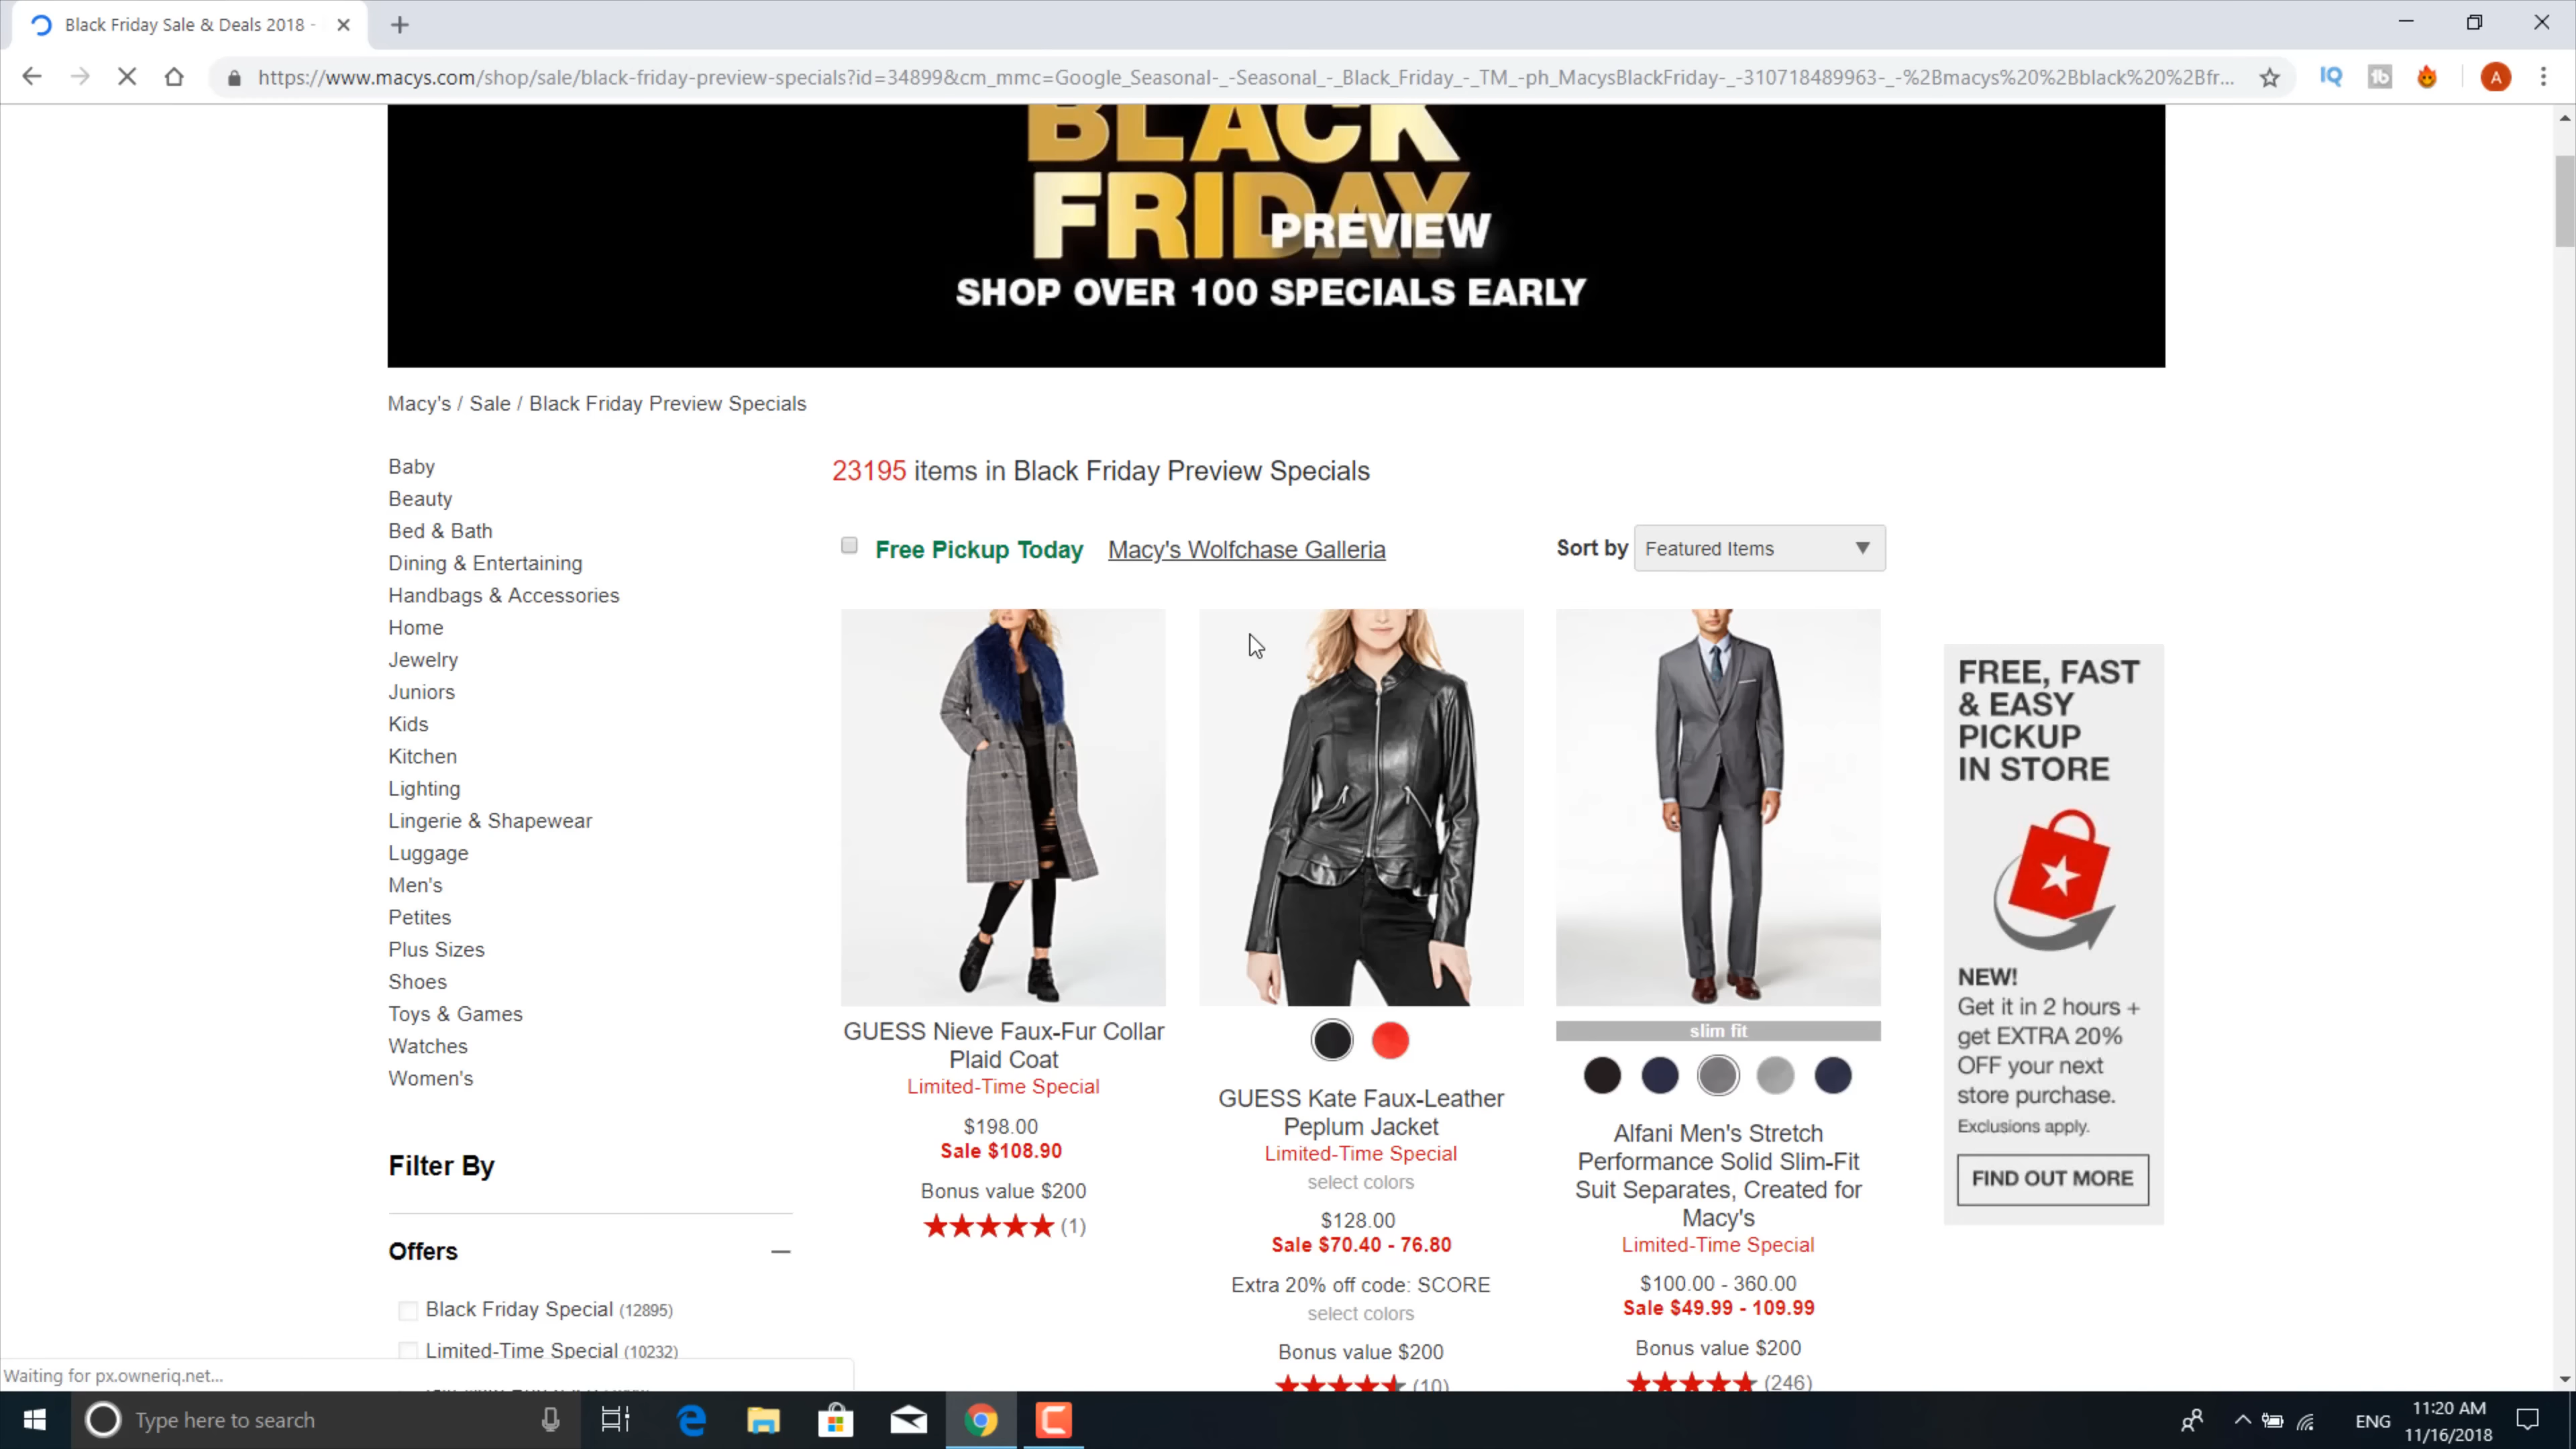 Black Friday Sale & Deals 2018 -
https://www.macys.com/shop/sale/black-friday-preview-specials?id=34899&cm_mmc=Google_Seasonal-_-Seasonal_-_Black_Friday_-_TM_-ph_MacysBlackFriday-_-310718489963-_-%2Bmacys%20%2Bblack%20%2Bfr...
IQ
tb
A
BLACK
FRIDAY
PREVIEW
SHOP OVER 100 SPECIALS EARLY
Macy's / Sale / Black Friday Preview Specials
Baby
Beauty
Bed & Bath
Dining & Entertaining
Handbags & Accessories
Home
Jewelry
Juniors
Kids
Kitchen
Lighting
Lingerie & Shapewear
Luggage
Men's
Petites
Plus Sizes
Shoes
Toys & Games
Watches
Women's
Filter By
Offers
Black Friday Special (12895)
Limited-Time Special (10232)
23195 items in Black Friday Preview Specials
Free Pickup Today Macy's Wolfchase Galleria
Sort by Featured Items
GUESS Nieve Faux-Fur Collar
Plaid Coat
Limited-Time Special
$198.00
Sale $108.90
Bonus value $200
(1)
GUESS Kate Faux-Leather
Peplum Jacket
Limited-Time Special
select colors
$128.00
Sale $70.40 - 76.80
Extra 20% off code: SCORE
select colors
Bonus value $200
(10)
slim fit
Alfani Men's Stretch
Performance Solid Slim-Fit
Suit Separates, Created for
Macy's
Limited-Time Special
$100.00 - 360.00
Sale $49.99 - 109.99
Bonus value $200
(246)
FREE, FAST
& EASY
PICKUP
IN STORE
NEW!
Get it in 2 hours +
get EXTRA 20%
OFF your next
store purchase.
Exclusions apply.
FIND OUT MORE
Waiting for px.owneriq.net...
Type here to search
ENG
11:20 AM
11/16/2018